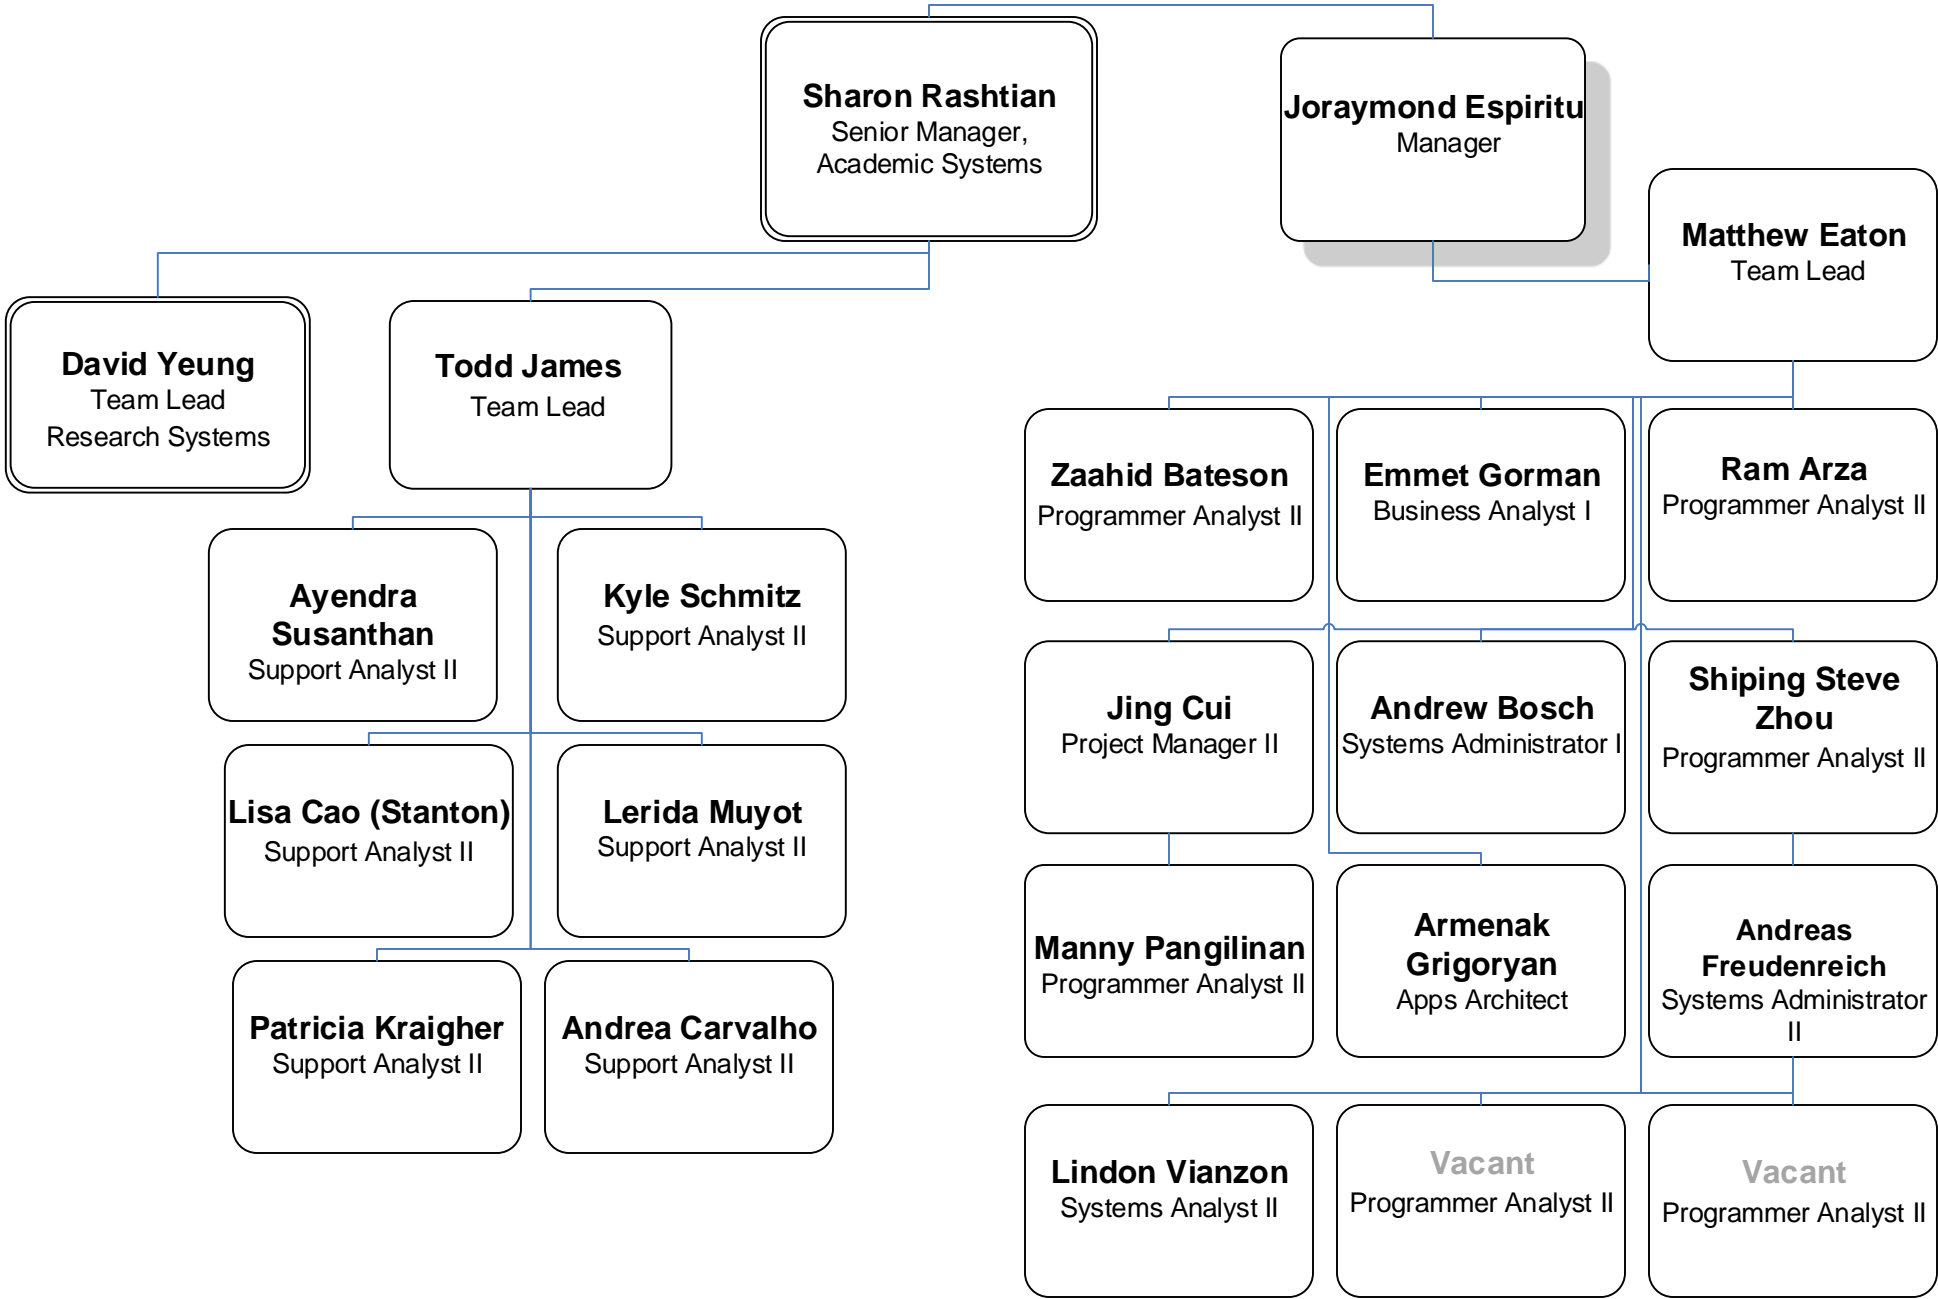 Sharon Rashtian
Senior Manager,
Academic Systems
Joraymond Espiritu
Manager
Matthew Eaton
Team Lead
David Yeung
Team Lead
Research Systems
Todd James
Team Lead
Zaahid Bateson
Programmer Analyst II
Emmet Gorman
Business Analyst I
Ram Arza
Programmer Analyst II
Ayendra
Susanthan
Support Analyst II
Kyle Schmitz
Support Analyst II
Jing Cui
Project Manager II
Andrew Bosch
Systems Administrator I
Shiping Steve
Zhou
Programmer Analyst II
Lisa Cao (Stanton)
Support Analyst II
Lerida Muyot
Support Analyst II
Manny Pangilinan
Programmer Analyst II
Armenak
Grigoryan
Apps Architect
Andreas
Freudenreich
Systems Administrator
II
Patricia Kraigher
Support Analyst II
Andrea Carvalho
Support Analyst II
Lindon Vianzon
Systems Analyst II
Vacant
Programmer Analyst II
Vacant
Programmer Analyst II